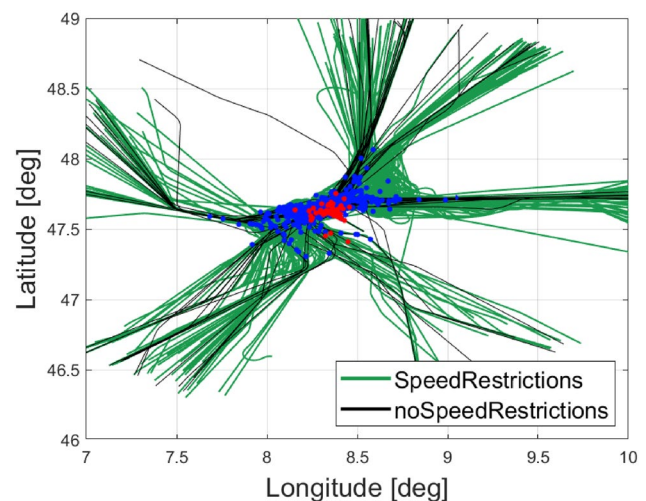 49
48.5
48
47.5
47
46.5
46
Latitude [deg]
SpeedRestrictions
noSpeedRestrictions
7 7.5 8 8.5 9 9.5 10
Longitude [deg]